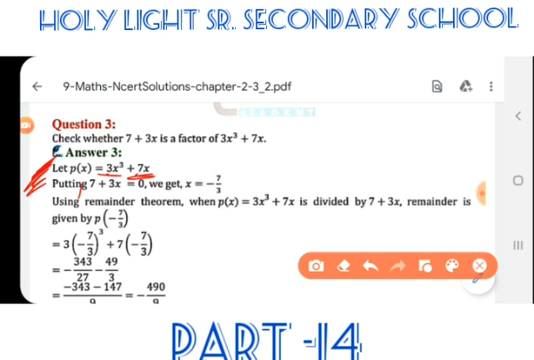 HOLY LIGHT SR. SECONDARY SCHOOL
9-Maths-NcertSolutions-chapter-2-3_2.pdf
Question 3:
Check whether 7 + 3x is a factor of 3x³ + 7x.
Answer 3:
Let p(x) = 3x³ + 7x
Putting 7 + 3x = 0, we get, x = −7/3
Using remainder theorem, when p(x) = 3x³ + 7x is divided by 7 + 3x, remainder is
given by p(−7/3)
= 3(−7/3)³ + 7(−7/3)
= −343/27 − 49/3
= −343 − 147/9 = −490/9
PART -14